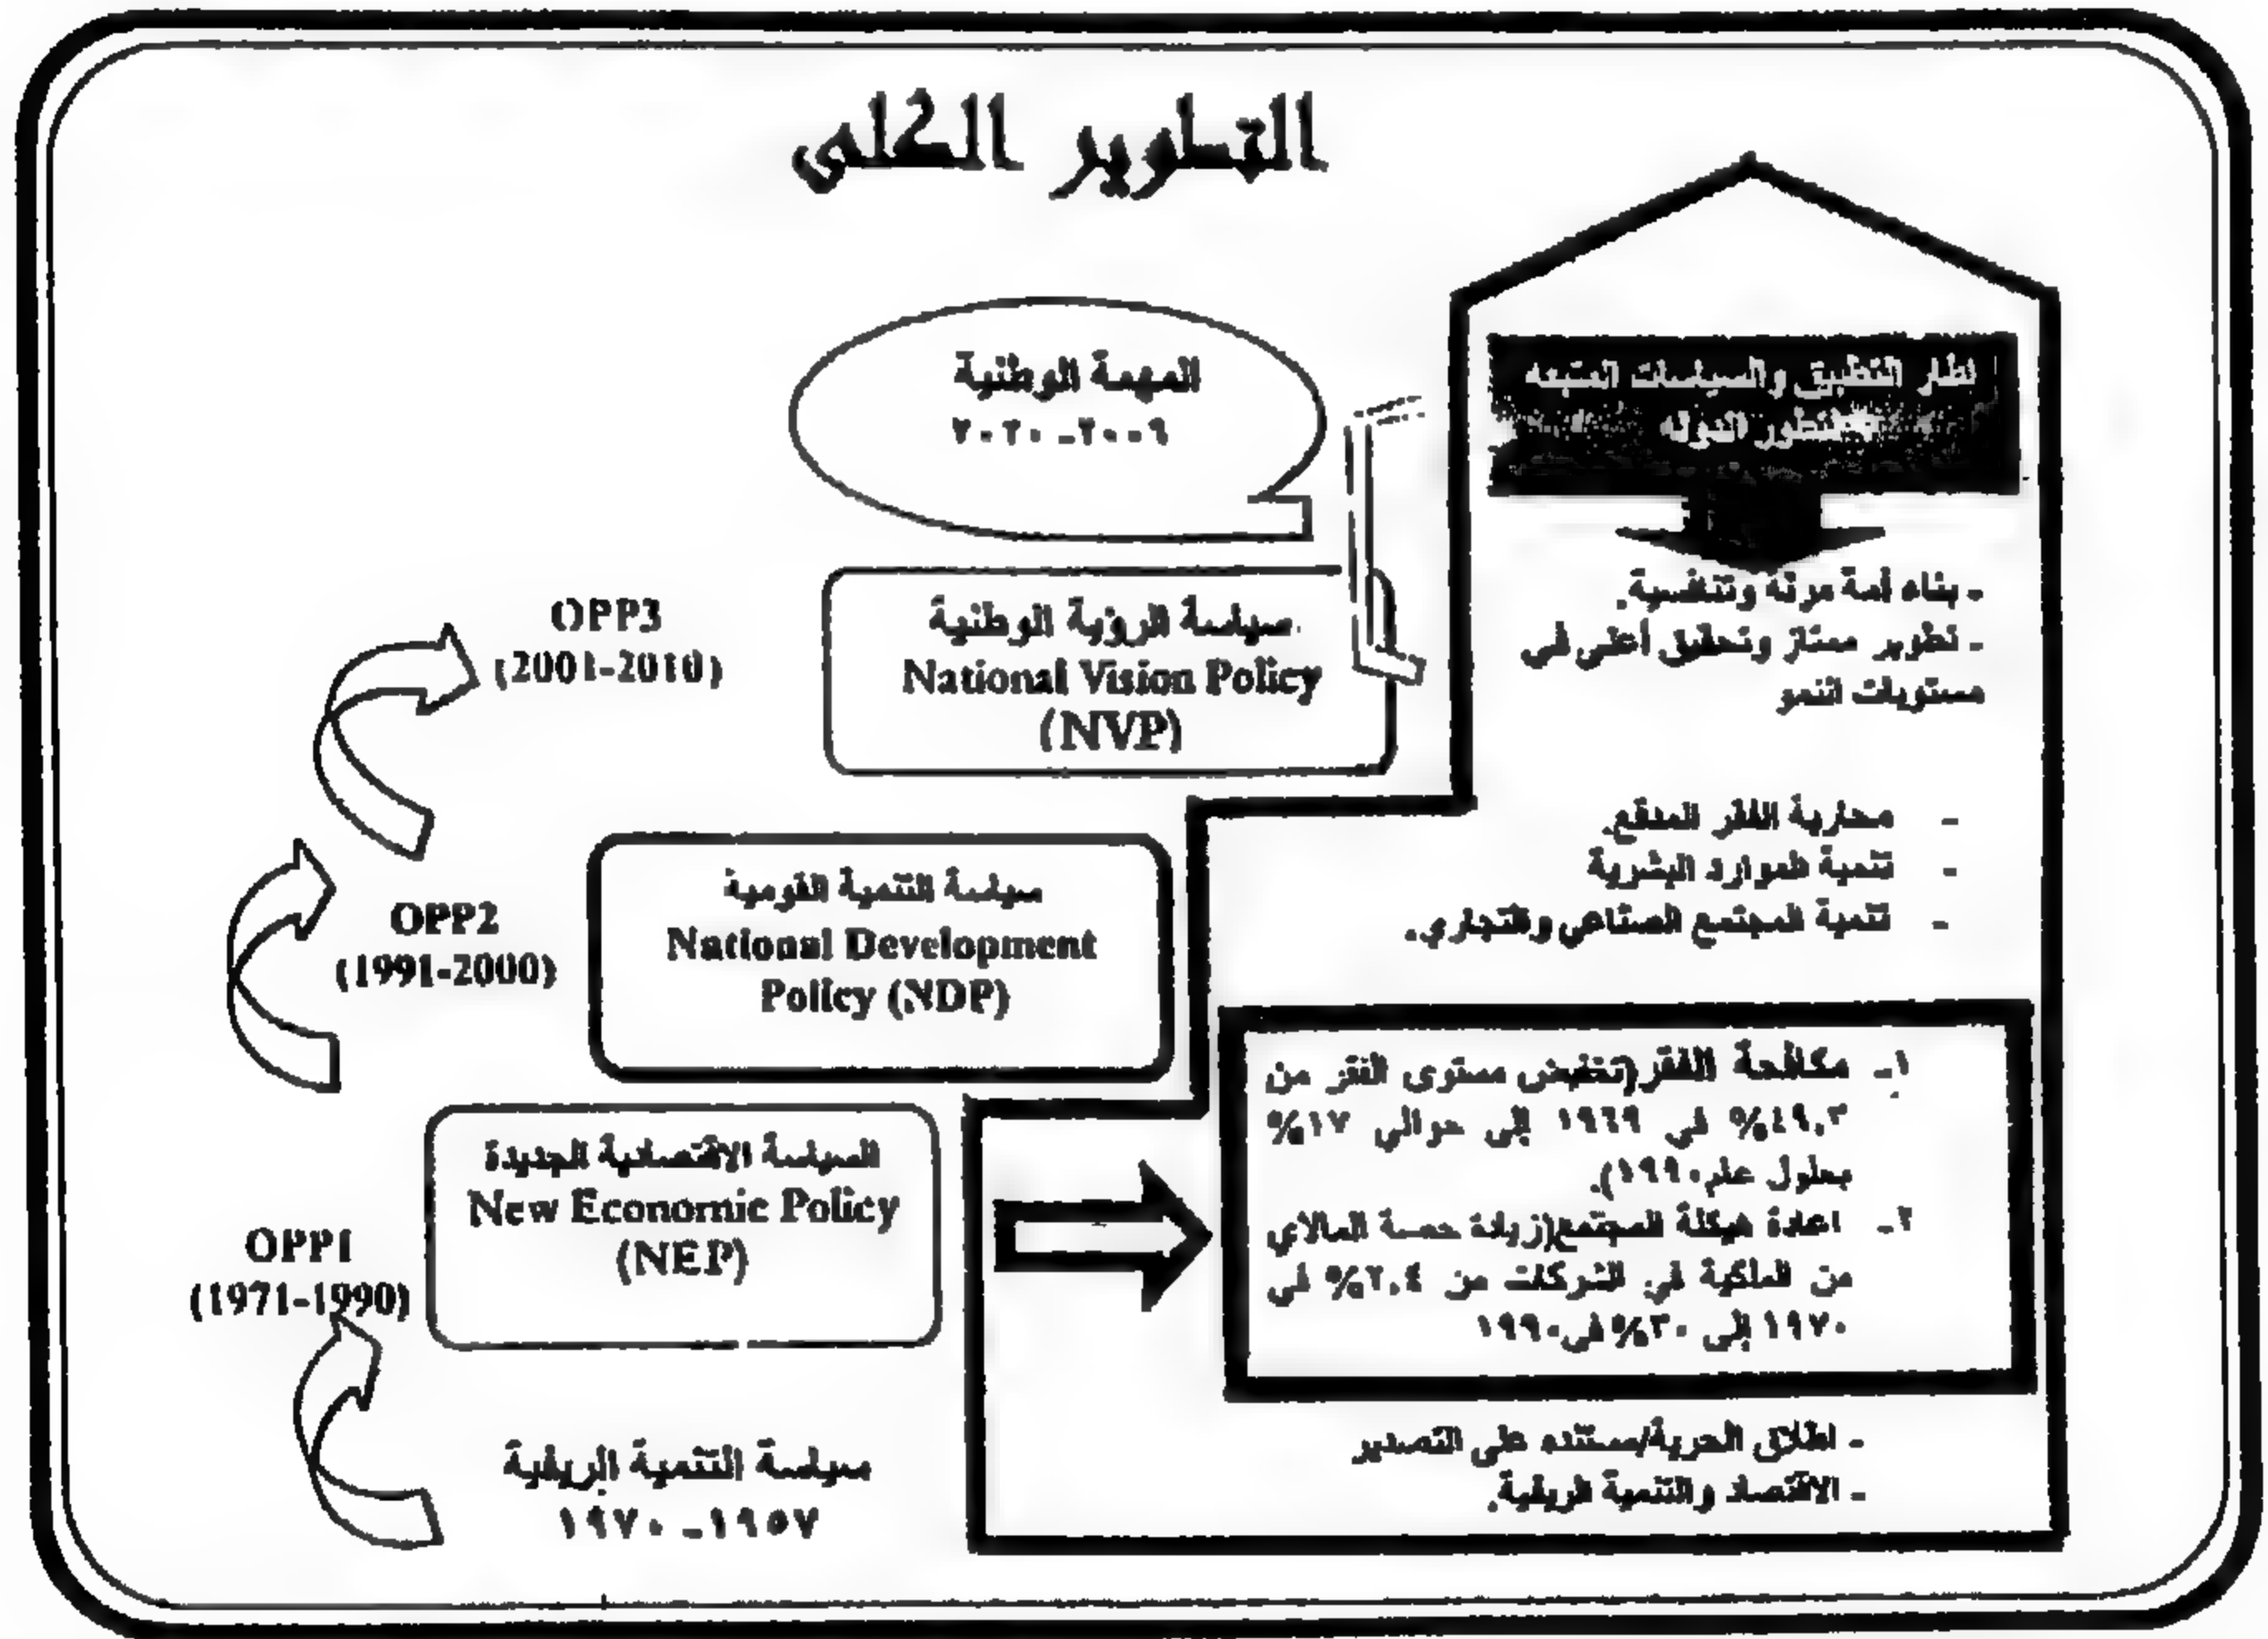 التطوير الكلى
المهمة الوطنية
٢٠٠٦-٢٠٢٠
إطار التطبيق والسياسات المتبعه
لتطور الدوله
- بناء أمة مرنة وتنافسية.
- تطوير ممتاز وتحقيق أعلى في
مستويات النمو
OPP3
(2001-2010)
سياسة الرؤية الوطنية
National Vision Policy
(NVP)
- محاربة الفقر المدقع.
- تنمية الموارد البشرية
- تنمية المجتمع الصناعي والتجاري.
OPP2
(1991-2000)
سياسة التنمية القومية
National Development
Policy (NDP)
١- مكافحة الفقر(تخفيض مستوى الفقر من
٤٩,٣% في ١٩٦٩ إلى حوالي ١٧%
بحلول عام ١٩٩٠).
٢- اعادة هيكلة المجتمع(زيادة حصة المالاي
من الملكية في الشركات من ٢,٤% في
١٩٧٠ إلى ٣٠% في ١٩٩٠
OPP1
(1971-1990)
السياسة الاقتصادية الجديدة
New Economic Policy
(NEP)
- اطلاق الحرية/مستنده على التصدير
- الاقتصاد والتنمية الريفية.
سياسة التنمية الريفية
١٩٥٧- ١٩٧٠